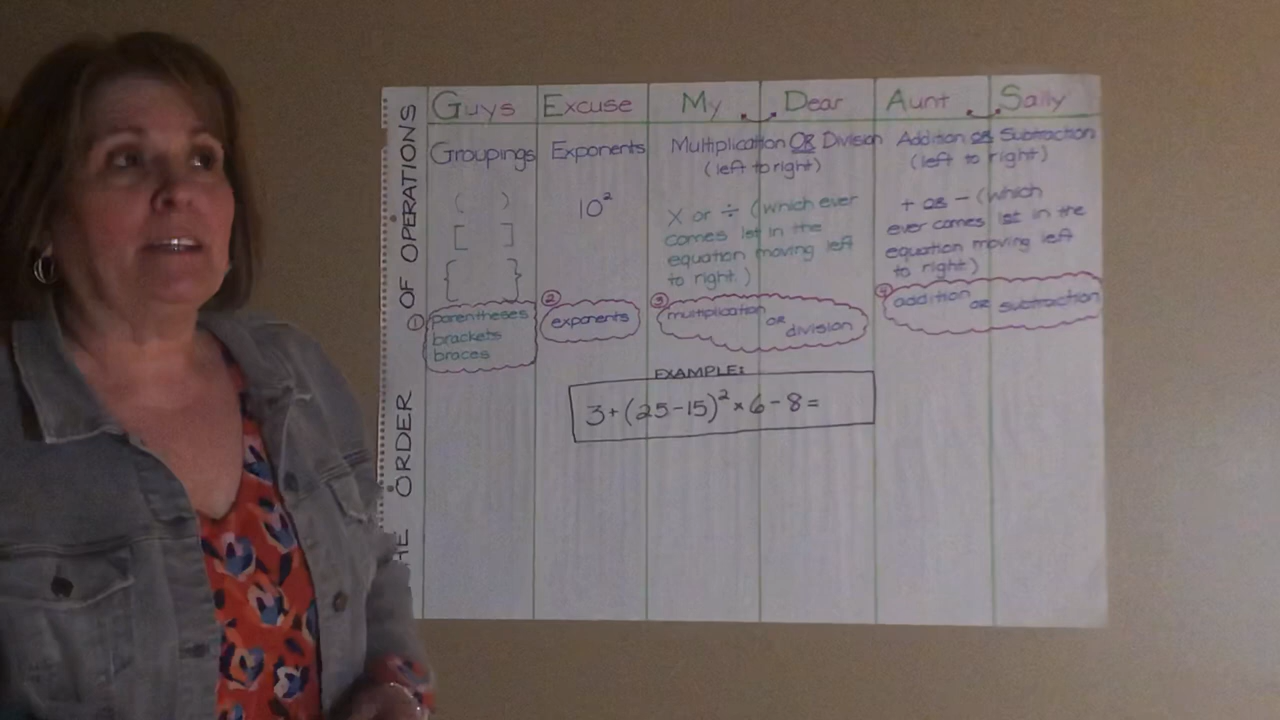 HE ORDER OF OPERATIONS
Guys Excuse My Dear Aunt Sally
Groupings
( )
[ ]
{ }
① parentheses
brackets
braces
Exponents
10²
② exponents
Multiplication OR Division
(left to right)
X or ÷ (which ever
comes 1st in the
equation moving left
to right.)
③ multiplication
OR
division
Addition OR Subtraction
(left to right)
+ OR − (which
ever comes 1st in the
equation moving left
to right)
④ addition OR subtraction
EXAMPLE:
3+(25-15)²×6-8=